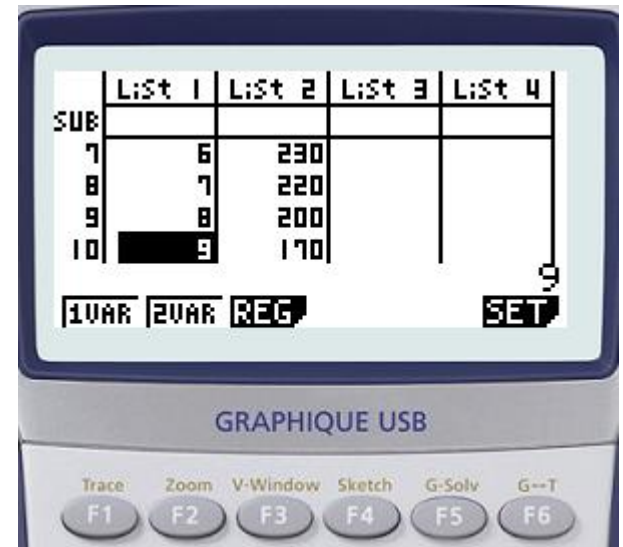 List 1 List 2 List 3 List 4
SUB
7 6 230
8 7 220
9 8 200
10 9 170
9
1VAR 2VAR REG SET
GRAPHIQUE USB
Trace Zoom V-Window Sketch G-Solv G↔T
F1 F2 F3 F4 F5 F6